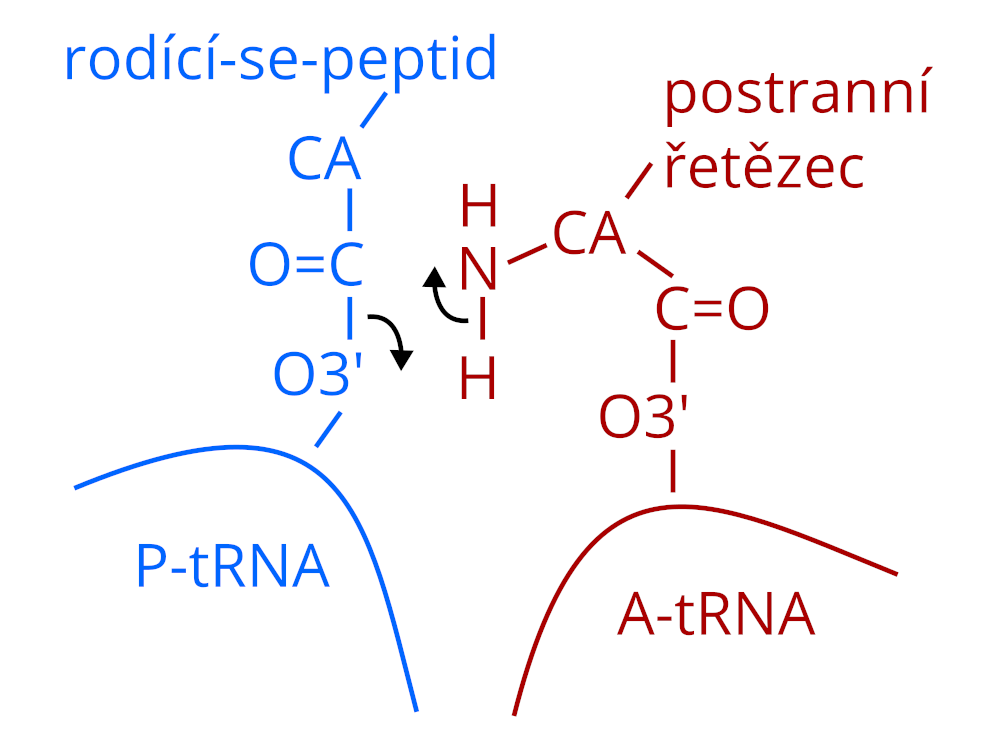 rodící-se-peptid
CA
O=C
O3'
P-tRNA
postranní
řetězec
H
N
H
CA
C=O
O3'
A-tRNA